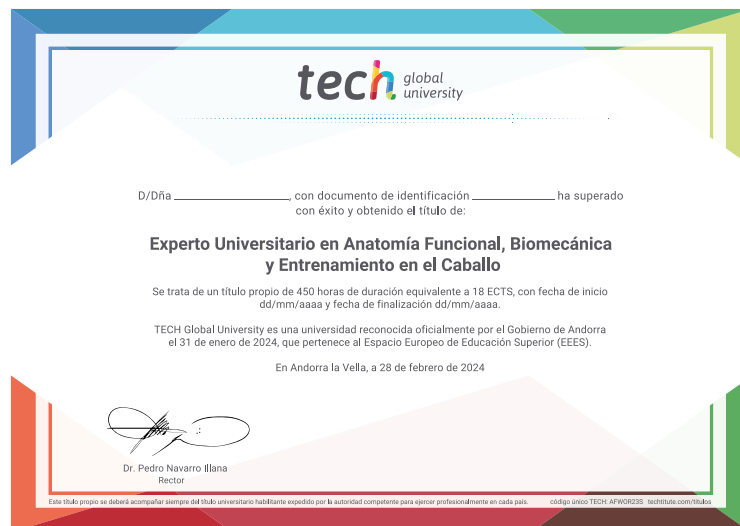 tech global university
D/Dña ____________, con documento de identificación ____________ ha superado
con éxito y obtenido el título de:
Experto Universitario en Anatomía Funcional, Biomecánica
y Entrenamiento en el Caballo
Se trata de un título propio de 450 horas de duración equivalente a 18 ECTS, con fecha de inicio
dd/mm/aaaa y fecha de finalización dd/mm/aaaa.
TECH Global University es una universidad reconocida oficialmente por el Gobierno de Andorra
el 31 de enero de 2024, que pertenece al Espacio Europeo de Educación Superior (EEES).
En Andorra la Vella, a 28 de febrero de 2024
Dr. Pedro Navarro Illana
Rector
Este título propio se deberá acompañar siempre del título universitario habilitante expedido por la autoridad competente para ejercer profesionalmente en cada país. código único TECH: AFWOR23S techtitute.com/titulos